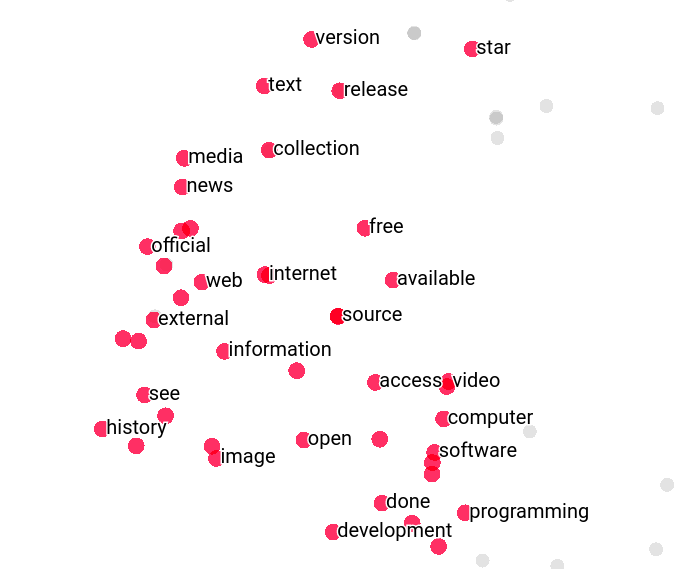 version
star
text
release
collection
media
news
free
official
internet
available
web
source
external
information
access
video
see
computer
history
open
software
image
done
programming
development